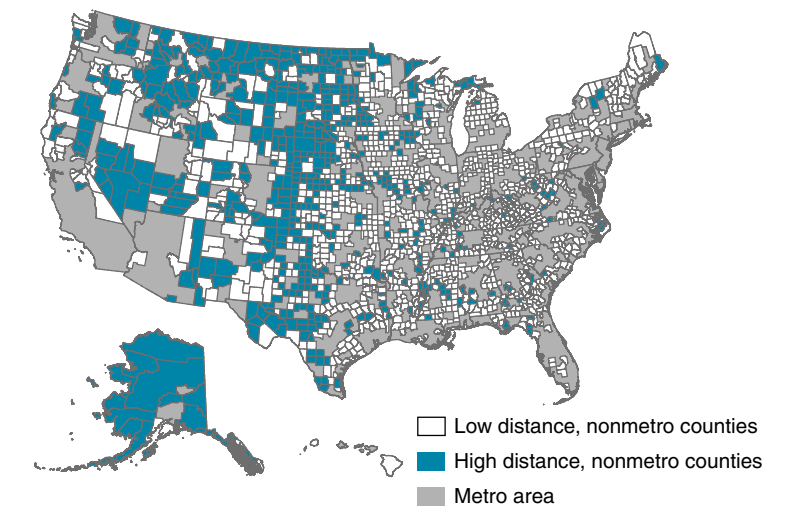 Low distance, nonmetro counties
High distance, nonmetro counties
Metro area